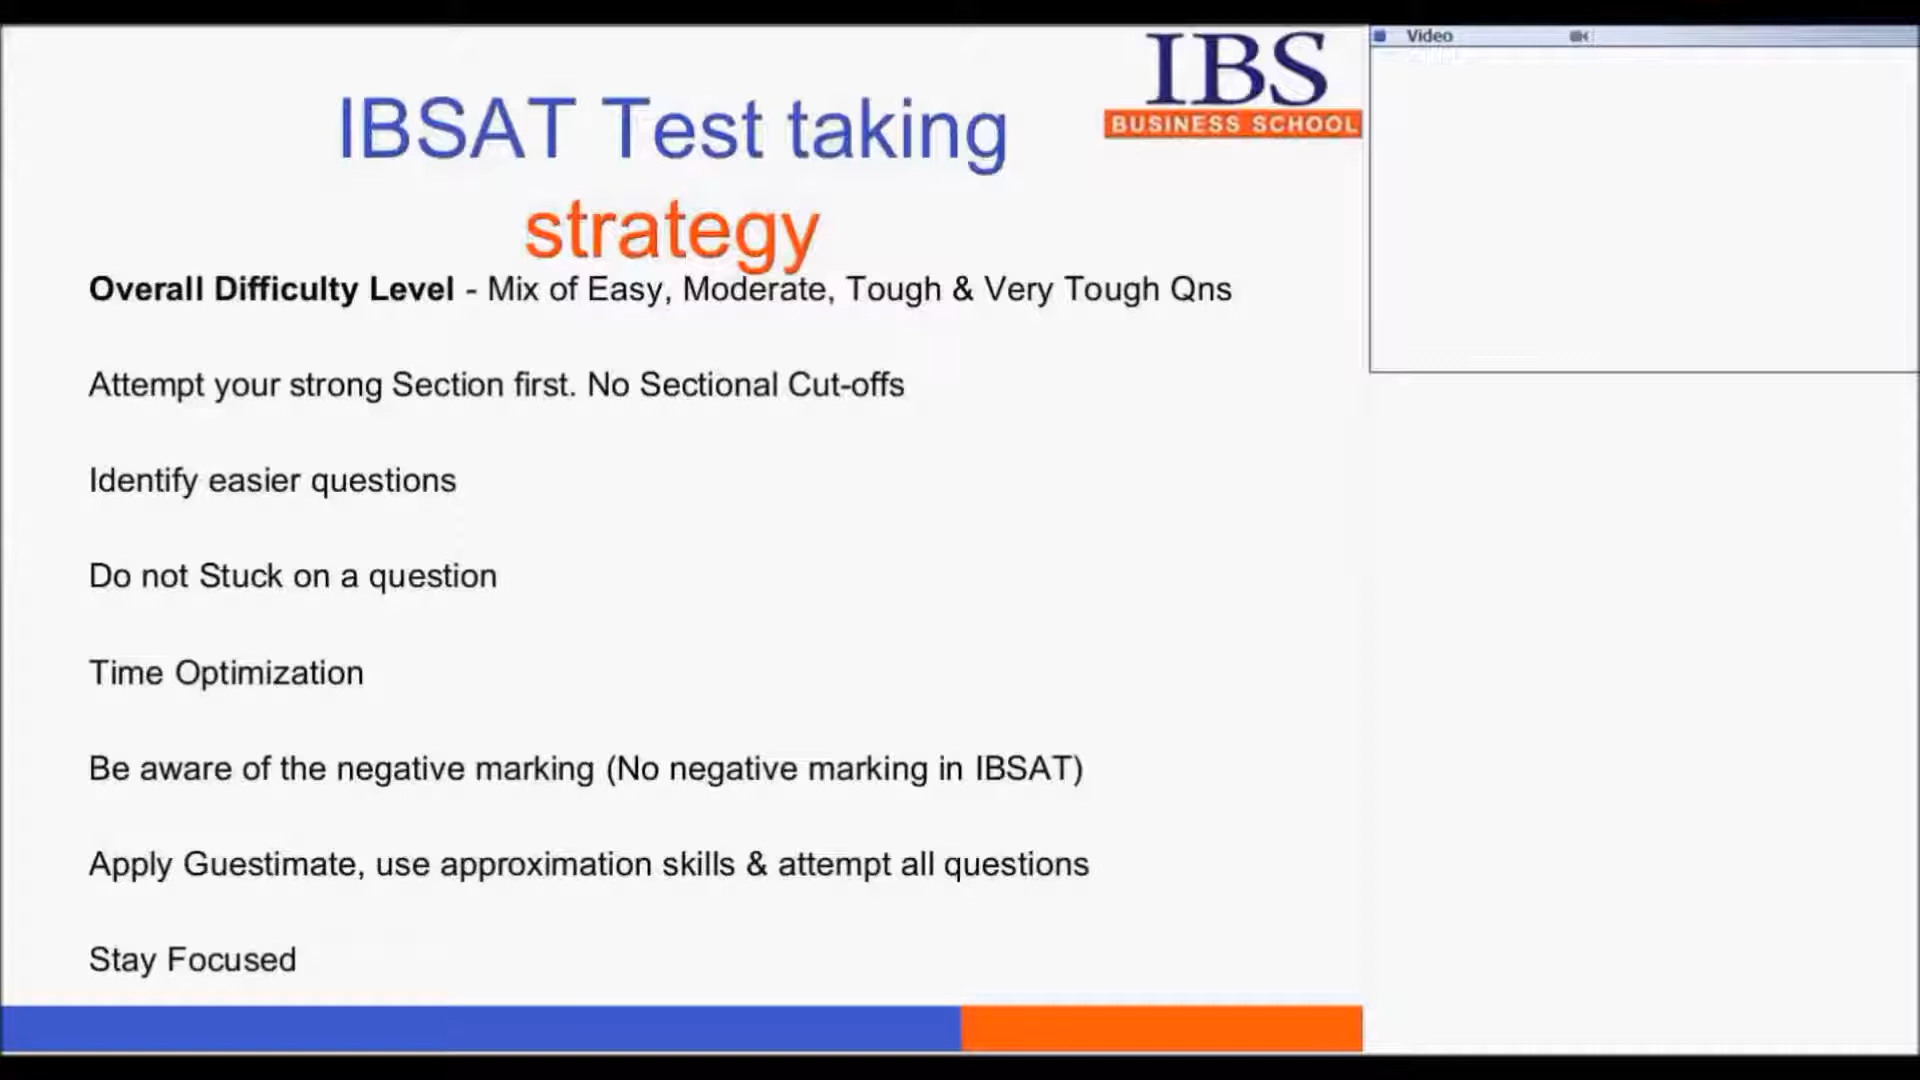 IBS
BUSINESS SCHOOL
Video
IBSAT Test taking
strategy
Overall Difficulty Level - Mix of Easy, Moderate, Tough & Very Tough Qns
Attempt your strong Section first. No Sectional Cut-offs
Identify easier questions
Do not Stuck on a question
Time Optimization
Be aware of the negative marking (No negative marking in IBSAT)
Apply Guestimate, use approximation skills & attempt all questions
Stay Focused